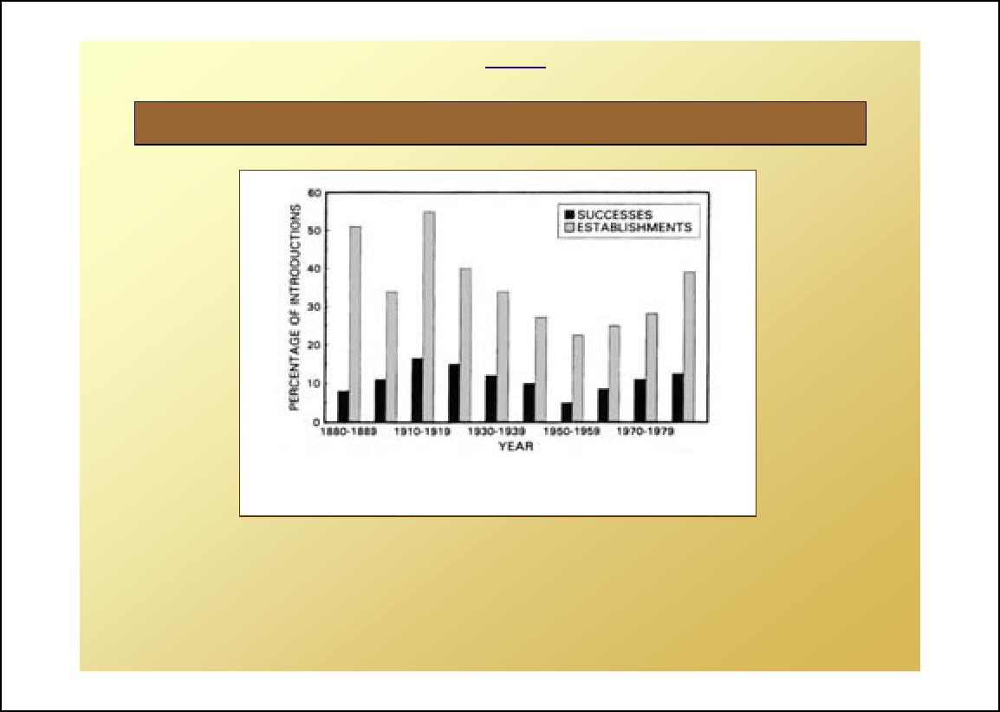 60
SUCCESSES
ESTABLISHMENTS
50
40
30
20
10
0
PERCENTAGE OF INTRODUCTIONS
1880-1889 1910-1919 1930-1939 1950-1959 1970-1979
YEAR